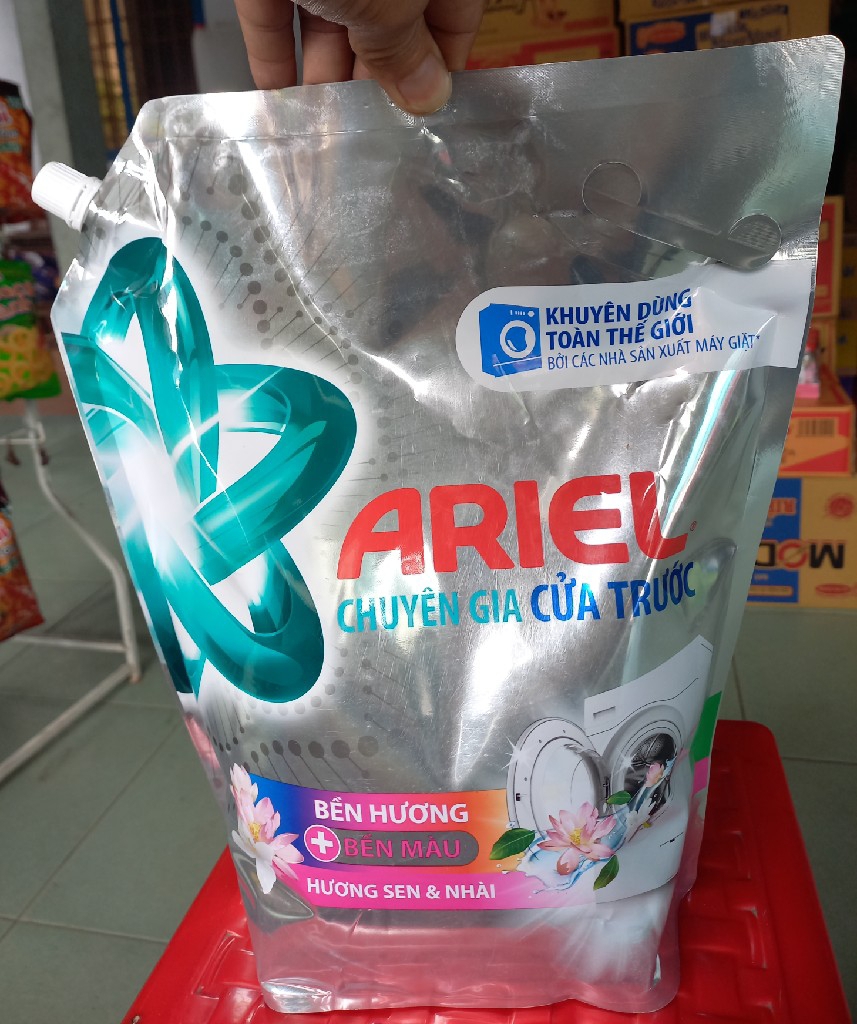 KHUYÊN DÙNG
TOÀN THẾ GIỚI
BỞI CÁC NHÀ SẢN XUẤT MÁY GIẶT*
ARIEL
CHUYÊN GIA CỬA TRƯỚC
BỀN HƯƠNG
+ BỀN MÀU
HƯƠNG SEN & NHÀI
MOD